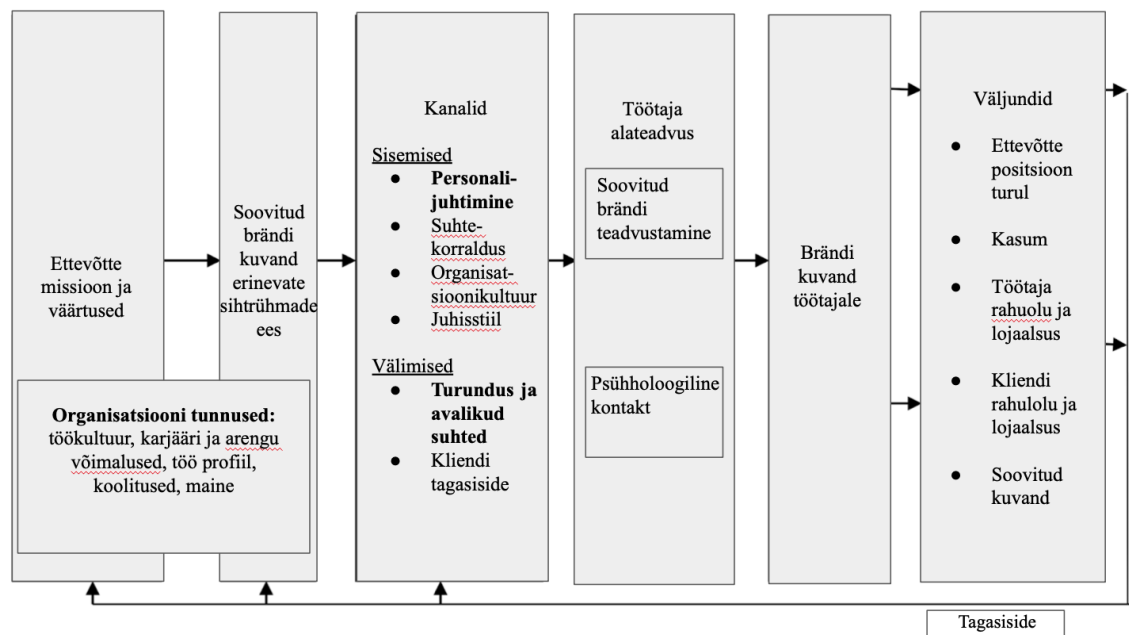 Ettevõtte
missioon ja
väärtused
Organisatsiooni tunnused:
töökultuur, karjääri ja arengu
võimalused, töö profiil,
koolitused, maine
Soovitud
brändi
kuvand
erinevate
sihtrühmade
ees
Kanalid
Sisemised
● Personali-
juhtimine
● Suhte-
korraldus
● Organisat-
sioonikultuur
● Juhisstiil
Välimised
● Turundus ja
avalikud
suhted
● Kliendi
tagasiside
Töötaja
alateadvus
Soovitud
brändi
teadvustamine
Psühholoogiline
kontakt
Brändi
kuvand
töötajale
Väljundid
● Ettevõtte
positsioon
turul
● Kasum
● Töötaja
rahuolu ja
lojaalsus
● Kliendi
rahulolu ja
lojaalsus
● Soovitud
kuvand
Tagasiside